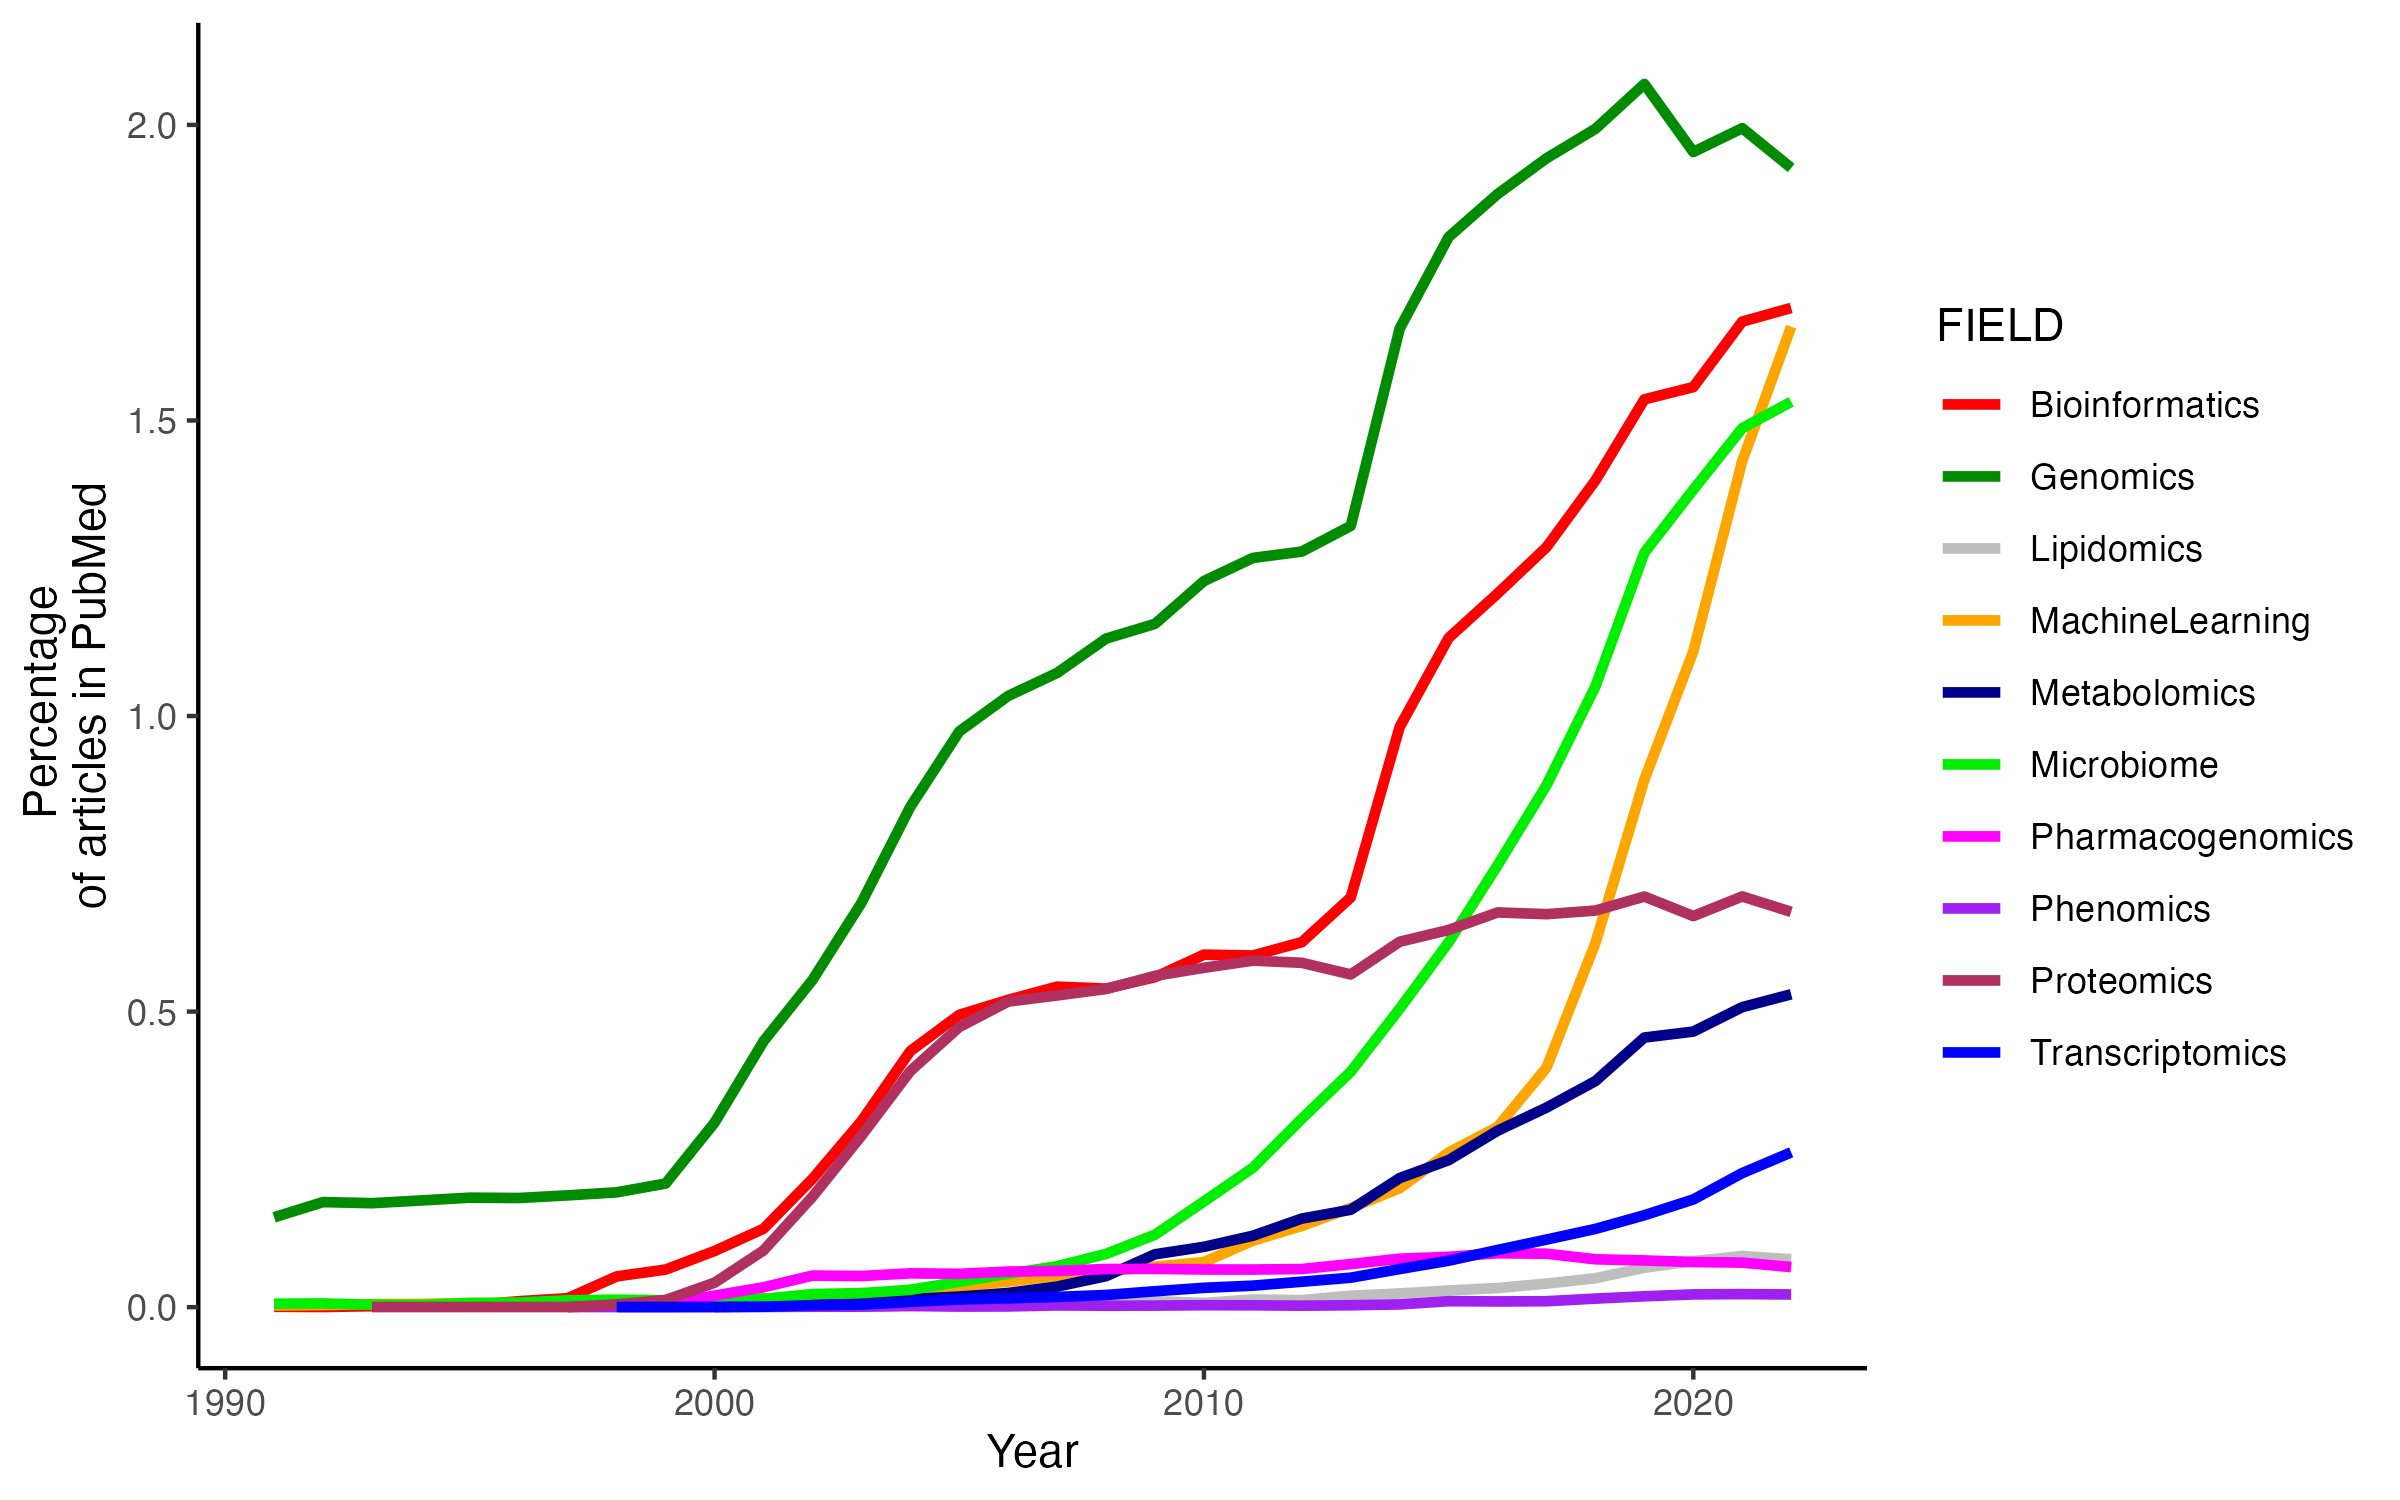 Percentage
of articles in PubMed
2.0
1.5
1.0
0.5
0.0
1990
2000
2010
2020
Year
FIELD
Bioinformatics
Genomics
Lipidomics
MachineLearning
Metabolomics
Microbiome
Pharmacogenomics
Phenomics
Proteomics
Transcriptomics